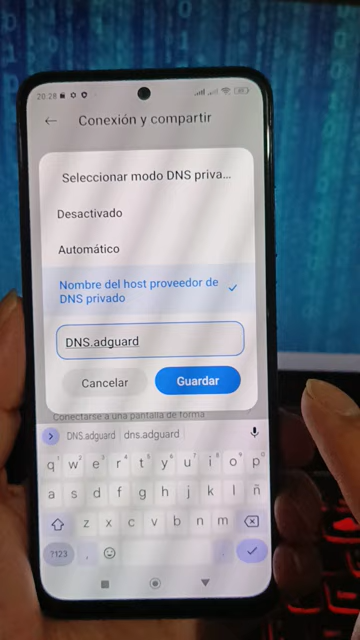 20:28
Conexión y compartir
Seleccionar modo DNS priva...
Desactivado
Automático
Nombre del host proveedor de
DNS privado
DNS.adguard
Cancelar
Guardar
Conectarse a una pantalla de forma
DNS.adguard dns.adguard
q w e r t y u i o p
a s d f g h j k l ñ
z x c v b n m
?123 , .